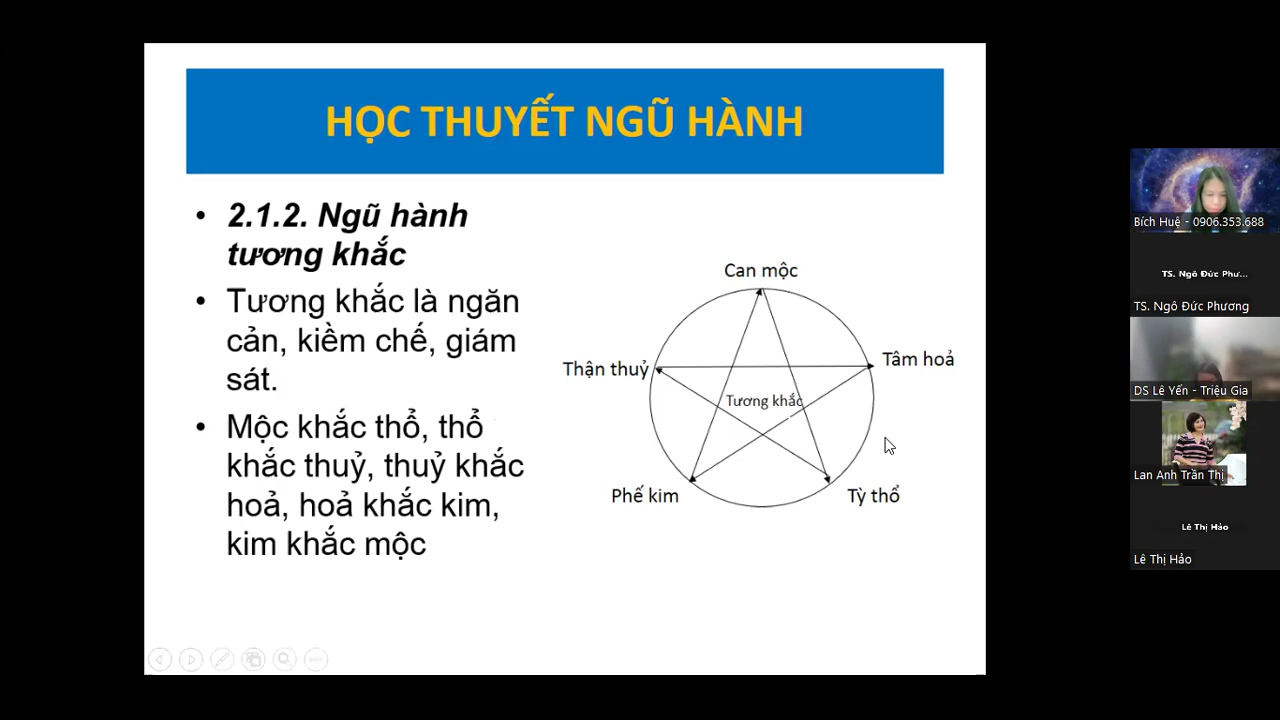 HỌC THUYẾT NGŨ HÀNH
• 2.1.2. Ngũ hành
tương khắc
• Tương khắc là ngăn
cản, kiềm chế, giám
sát.
• Mộc khắc thổ, thổ
khắc thuỷ, thuỷ khắc
hoả, hoả khắc kim,
kim khắc mộc
Can mộc
Tâm hoả
Thận thuỷ
Tương khắc
Phế kim
Tỳ thổ
Bích Huệ - 0906.353.688
TS. Ngô Đức Phư...
TS. Ngô Đức Phương
DS Lê Yến - Triệu Gia
Lan Anh Trần Thị
Lê Thị Hảo
Lê Thị Hảo